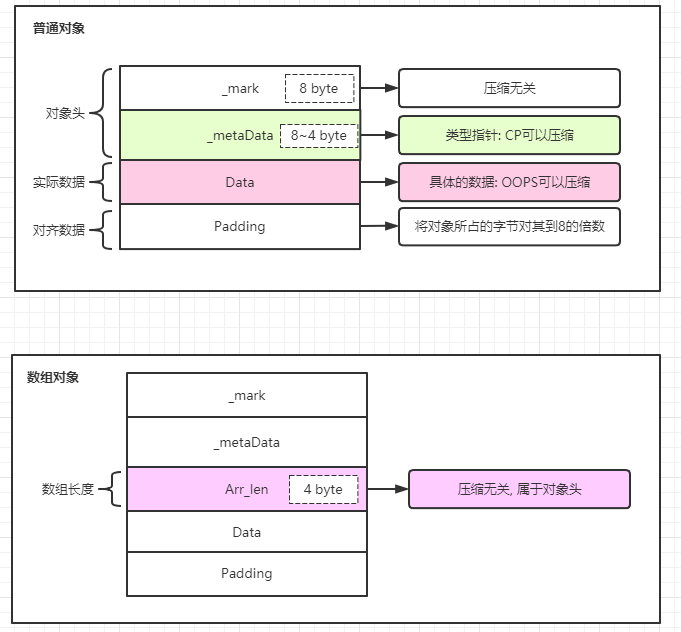 普通对象
对象头
_mark
8 byte
压缩无关
_metaData
8~4 byte
类型指针: CP可以压缩
实际数据
Data
具体的数据: OOPS可以压缩
对齐数据
Padding
将对象所占的字节对其到8的倍数
数组对象
_mark
_metaData
数组长度
Arr_len
4 byte
压缩无关, 属于对象头
Data
Padding